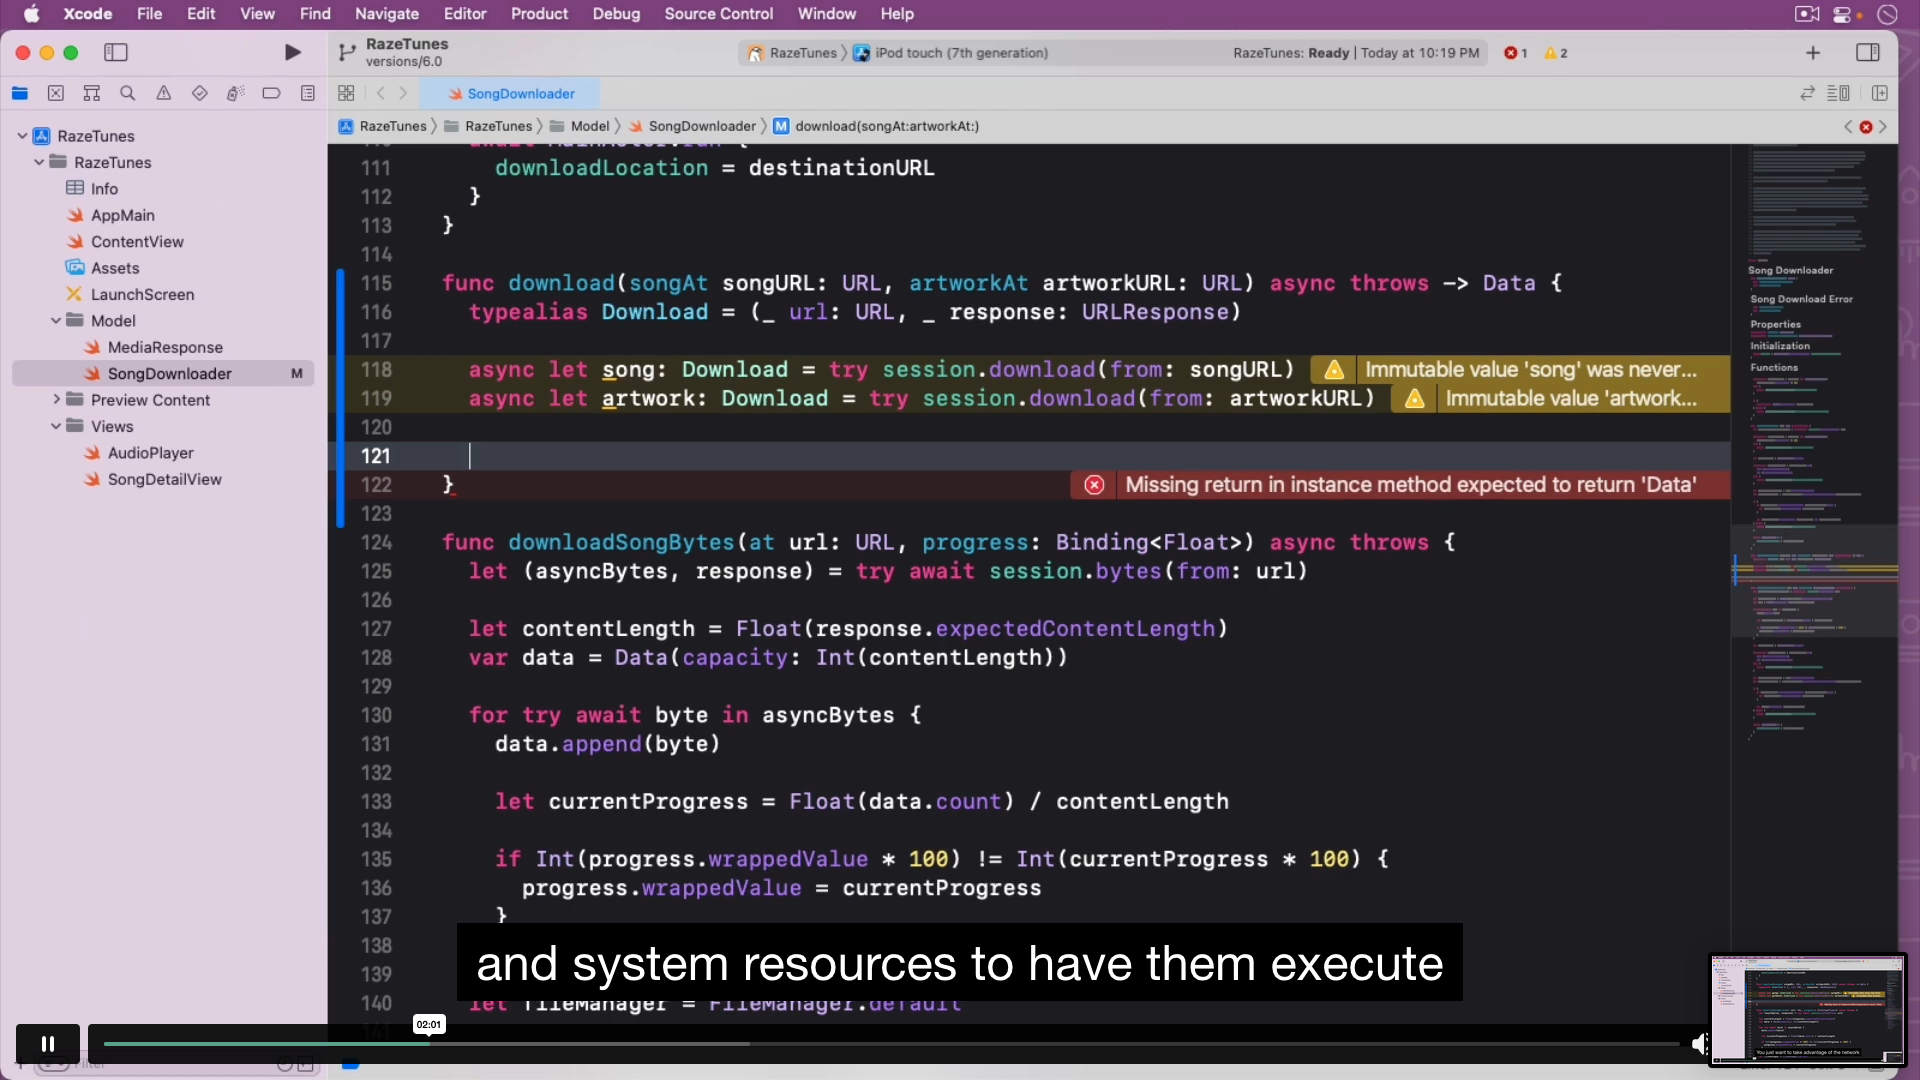 Xcode File Edit View Find Navigate Editor Product Debug Source Control Window Help
RazeTunes
versions/6.0
RazeTunes iPod touch (7th generation) RazeTunes: Ready | Today at 10:19 PM 1 2
SongDownloader
RazeTunes RazeTunes Model SongDownloader M download(songAt:artworkAt:)
RazeTunes
RazeTunes
Info
AppMain
ContentView
Assets
LaunchScreen
Model
MediaResponse
SongDownloader M
Preview Content
Views
AudioPlayer
SongDetailView
111 downloadLocation = destinationURL
112 }
113 }
114
115 func download(songAt songURL: URL, artworkAt artworkURL: URL) async throws -> Data {
116 typealias Download = (_ url: URL, _ response: URLResponse)
117
118 async let song: Download = try session.download(from: songURL) Immutable value 'song' was never...
119 async let artwork: Download = try session.download(from: artworkURL) Immutable value 'artwork...
120
121
122 } Missing return in instance method expected to return 'Data'
123
124 func downloadSongBytes(at url: URL, progress: Binding<Float>) async throws {
125 let (asyncBytes, response) = try await session.bytes(from: url)
126
127 let contentLength = Float(response.expectedContentLength)
128 var data = Data(capacity: Int(contentLength))
129
130 for try await byte in asyncBytes {
131 data.append(byte)
132
133 let currentProgress = Float(data.count) / contentLength
134
135 if Int(progress.wrappedValue * 100) != Int(currentProgress * 100) {
136 progress.wrappedValue = currentProgress
137 }
138
139
140 let fileManager = FileManager.default
and system resources to have them execute
02:01
Filter
Song Downloader
Song Download Error
Properties
Initialization
Functions
You just want to take advantage of the network